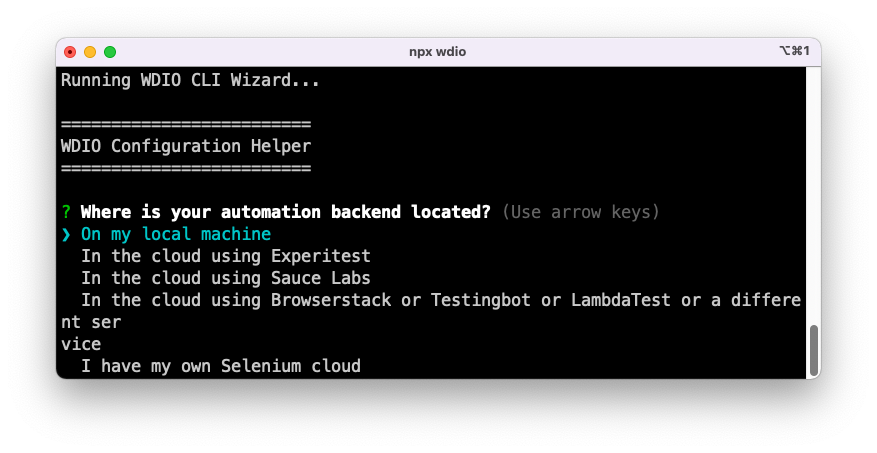 npx wdio
⌥⌘1
Running WDIO CLI Wizard...
=========================
WDIO Configuration Helper
=========================
? Where is your automation backend located? (Use arrow keys)
❯ On my local machine
In the cloud using Experitest
In the cloud using Sauce Labs
In the cloud using Browserstack or Testingbot or LambdaTest or a differe
nt ser
vice
I have my own Selenium cloud